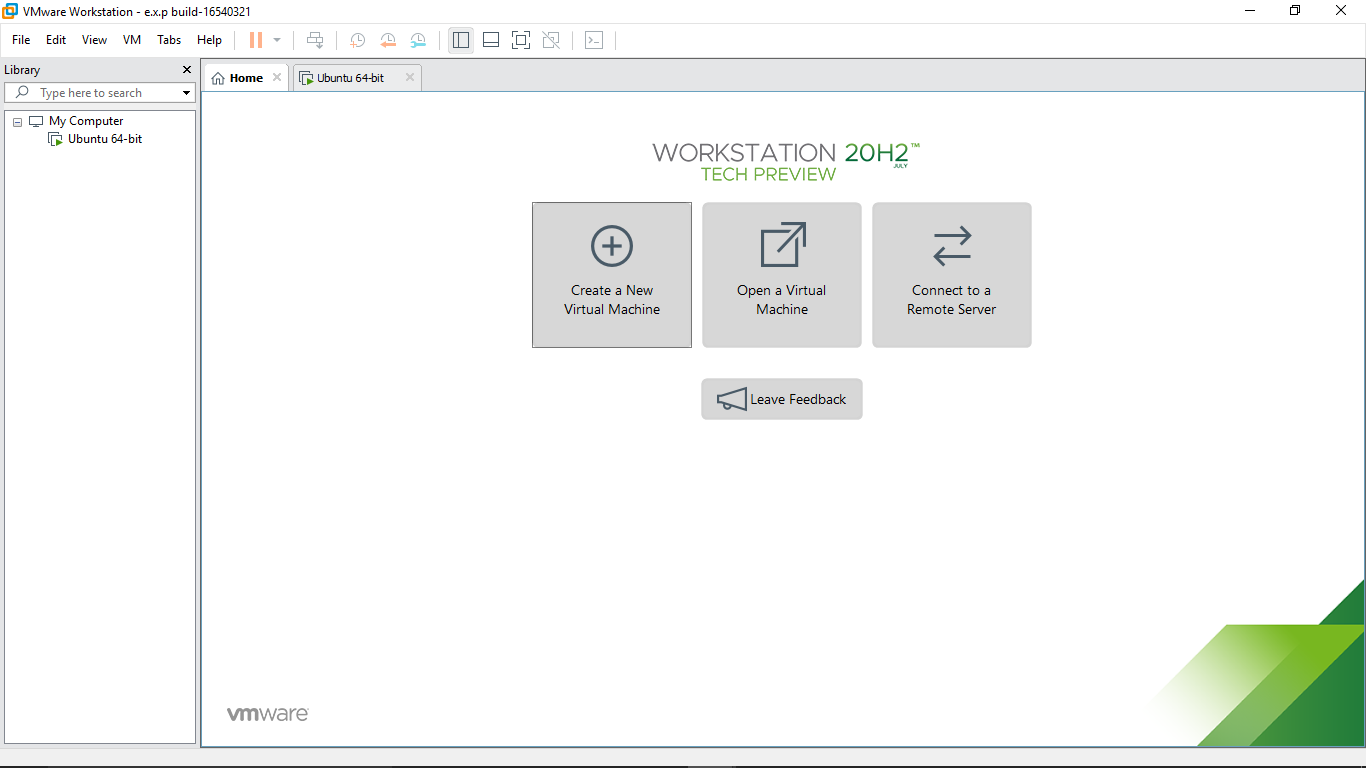 VMware Workstation - e.x.p build-16540321
File Edit View VM Tabs Help
Library
Type here to search
My Computer
Ubuntu 64-bit
Home
Ubuntu 64-bit
WORKSTATION 20H2™
JULY
TECH PREVIEW
Create a New
Virtual Machine
Open a Virtual
Machine
Connect to a
Remote Server
Leave Feedback
vmware